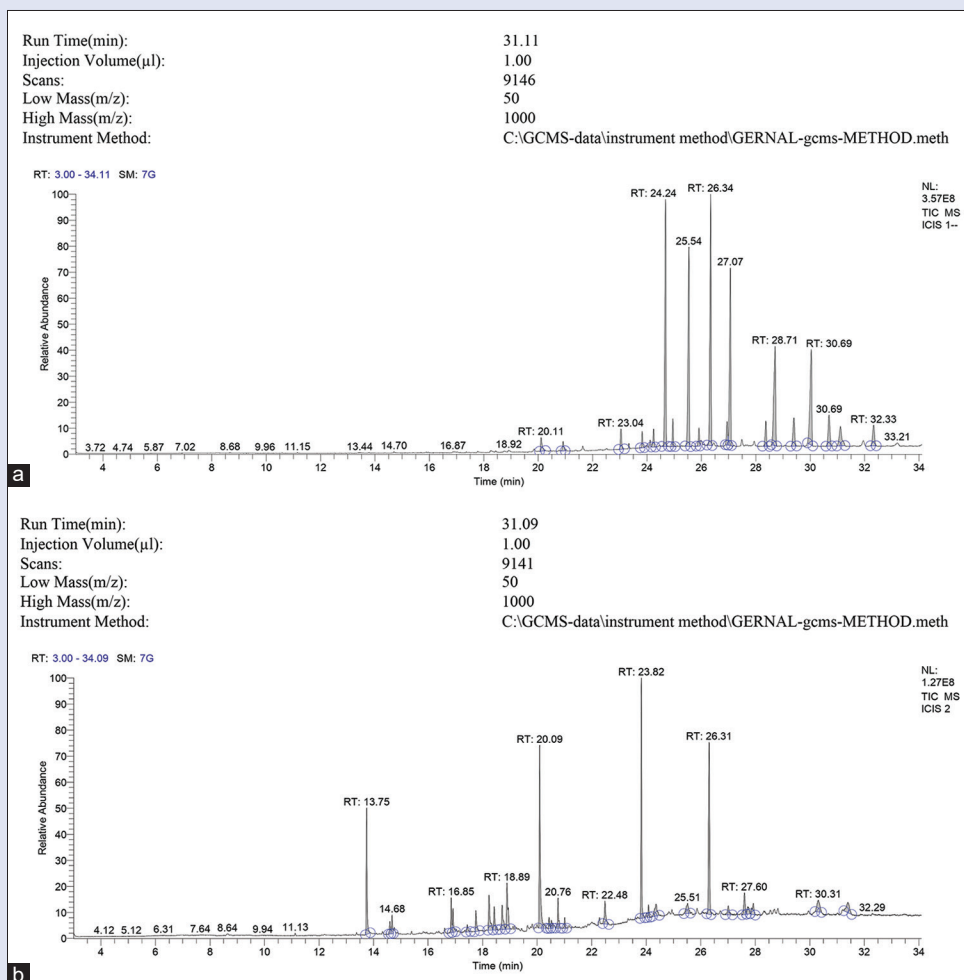 Run Time(min): 31.11
Injection Volume(µl): 1.00
Scans: 9146
Low Mass(m/z): 50
High Mass(m/z): 1000
Instrument Method: C:\GCMS-data\instrument method\GERNAL-gcms-METHOD.meth
RT: 3.00 - 34.11 SM: 7G
NL:
3.57E8
TIC MS
ICIS 1--
RT: 24.24
25.54
RT: 26.34
27.07
RT: 28.71
RT: 30.69
30.69
RT: 32.33
33.21
3.72 4.74 5.87 7.02 8.68 9.96 11.15 13.44 14.70 16.87 18.92 RT: 20.11 RT: 23.04
100
90
80
70
60
50
40
30
20
10
0
Relative Abundance
4 6 8 10 12 14 16 18 20 22 24 26 28 30 32 34
Time (min)
a
Run Time(min): 31.09
Injection Volume(µl): 1.00
Scans: 9141
Low Mass(m/z): 50
High Mass(m/z): 1000
Instrument Method: C:\GCMS-data\instrument method\GERNAL-gcms-METHOD.meth
RT: 3.00 - 34.09 SM: 7G
NL:
1.27E8
TIC MS
ICIS 2
RT: 23.82
RT: 20.09
RT: 26.31
RT: 13.75
RT: 16.85
RT: 18.89
14.68
20.76
RT: 22.48
25.51
RT: 27.60
RT: 30.31
32.29
4.12 5.12 6.31 7.64 8.64 9.94 11.13
100
90
80
70
60
50
40
30
20
10
0
Relative Abundance
4 6 8 10 12 14 16 18 20 22 24 26 28 30 32 34
Time (min)
b